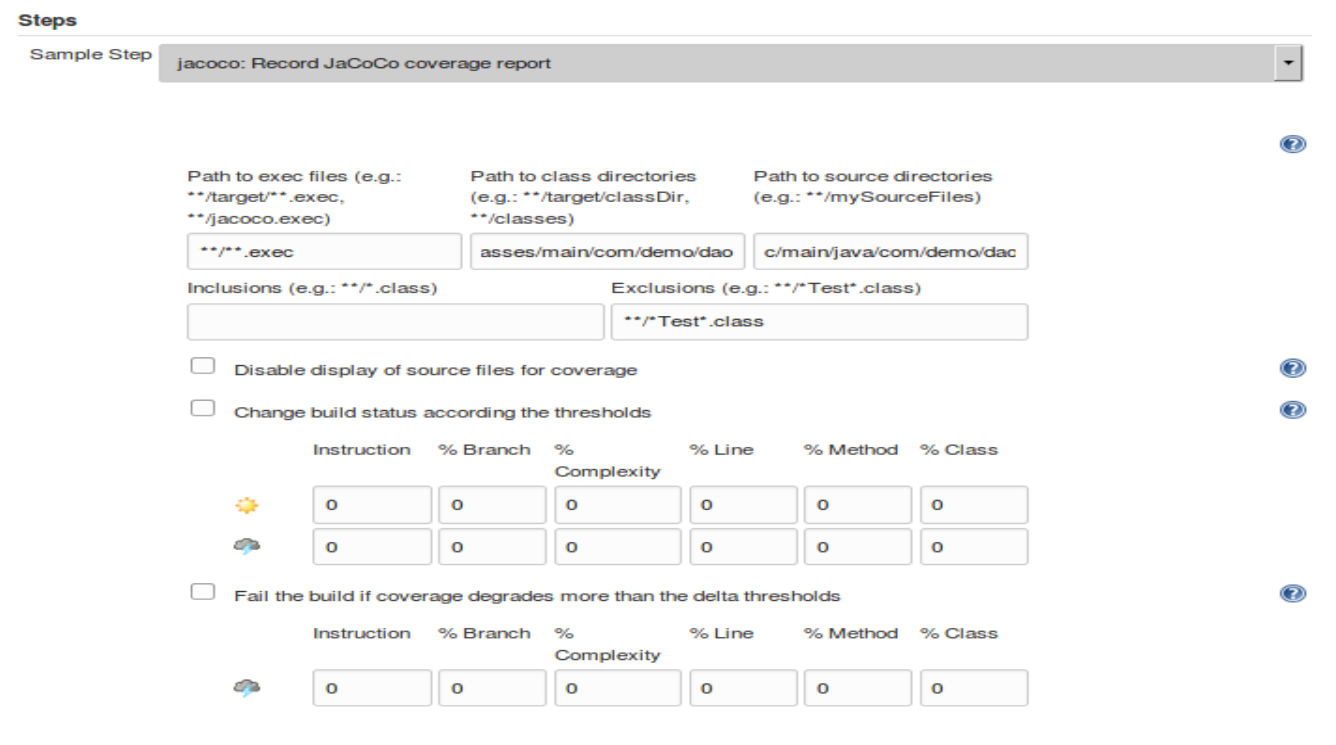 Steps
Sample Step
jacoco: Record JaCoCo coverage report
Path to exec files (e.g.:
**/target/**.exec,
**/jacoco.exec)
Path to class directories
(e.g.: **/target/classDir,
**/classes)
Path to source directories
(e.g.: **/mySourceFiles)
**/**.exec
asses/main/com/demo/dao
c/main/java/com/demo/dao
Inclusions (e.g.: **/*.class)
Exclusions (e.g.: **/*Test*.class)
**/*Test*.class
Disable display of source files for coverage
Change build status according the thresholds
Instruction % Branch % Complexity % Line % Method % Class
0 0 0 0 0 0
0 0 0 0 0 0
Fail the build if coverage degrades more than the delta thresholds
Instruction % Branch % Complexity % Line % Method % Class
0 0 0 0 0 0